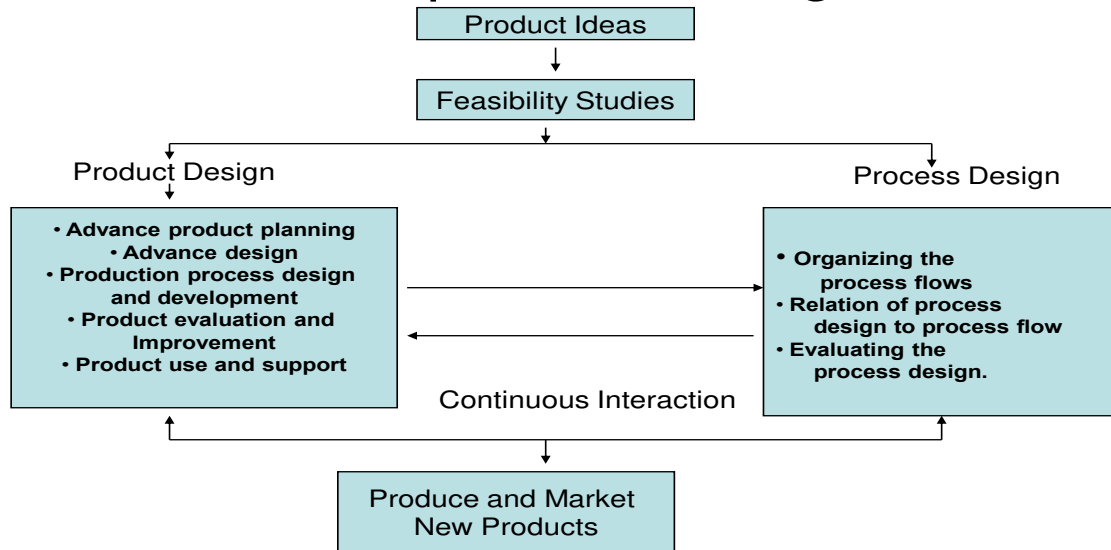 Product Ideas
Feasibility Studies
Product Design
Process Design
• Advance product planning
• Advance design
• Production process design
and development
• Product evaluation and
Improvement
• Product use and support
• Organizing the
process flows
• Relation of process
design to process flow
• Evaluating the
process design.
Continuous Interaction
Produce and Market
New Products